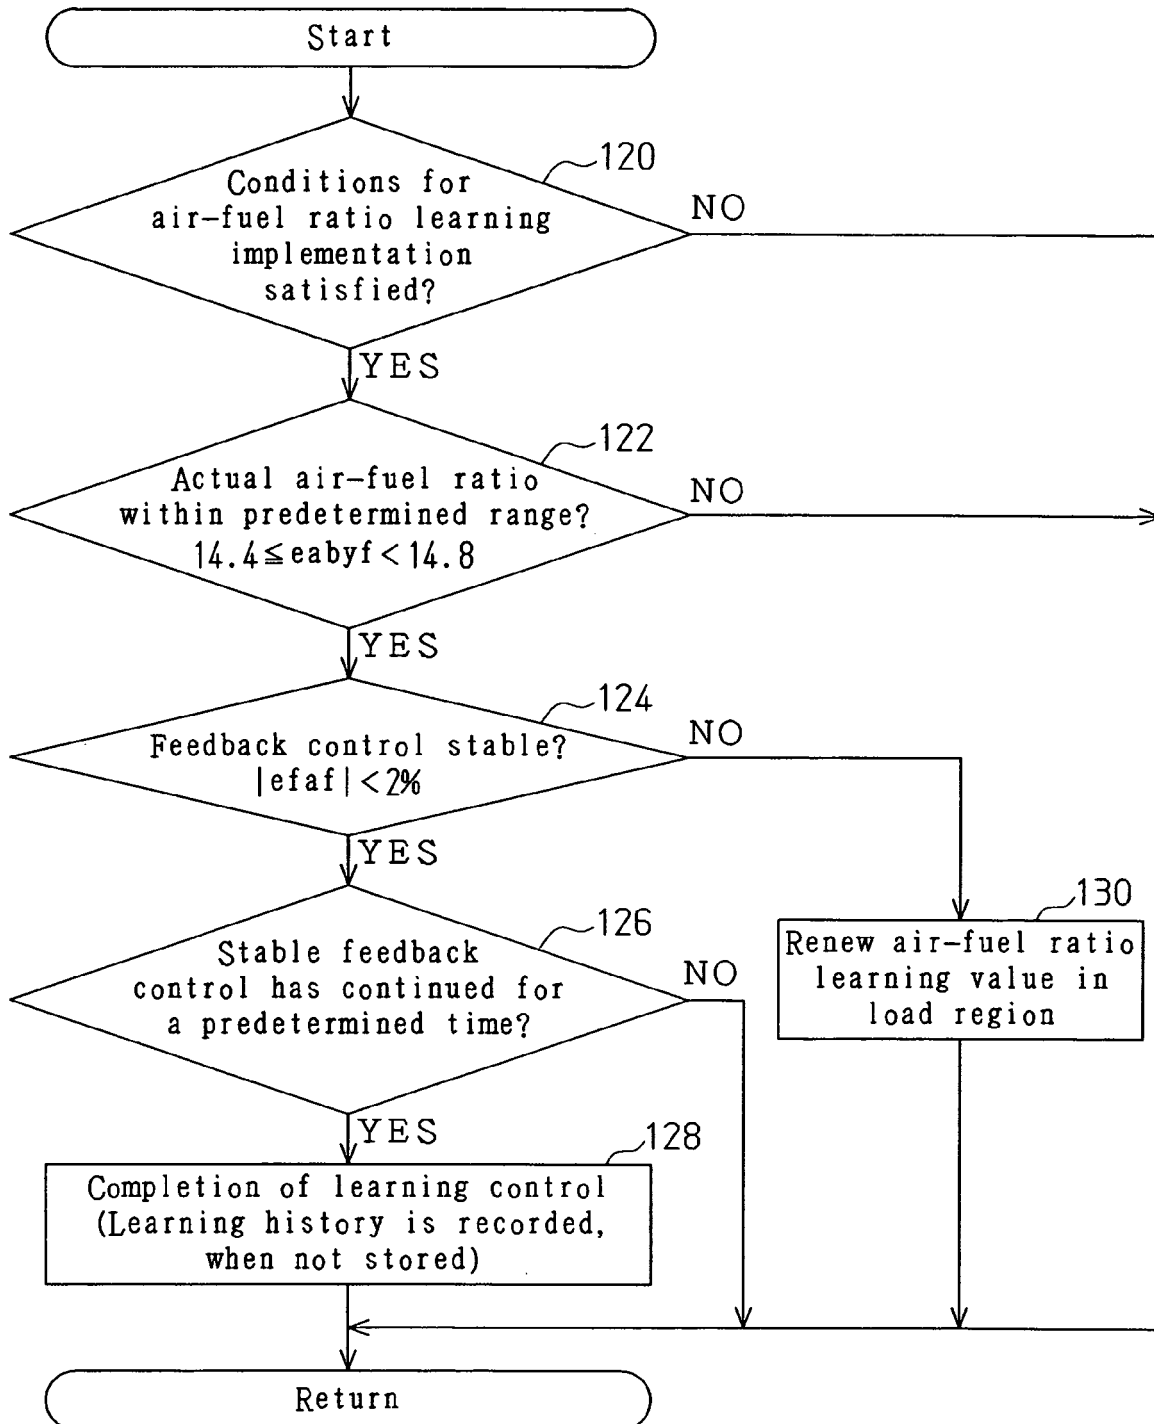 Start
120
Conditions for
air-fuel ratio learning
implementation
satisfied?
NO
YES
122
Actual air-fuel ratio
within predetermined range?
14.4≦eabyf<14.8
NO
YES
124
Feedback control stable?
|efaf|<2%
NO
YES
126
Stable feedback
control has continued for
a predetermined time?
NO
130
Renew air-fuel ratio
learning value in
load region
YES
128
Completion of learning control
(Learning history is recorded,
when not stored)
Return